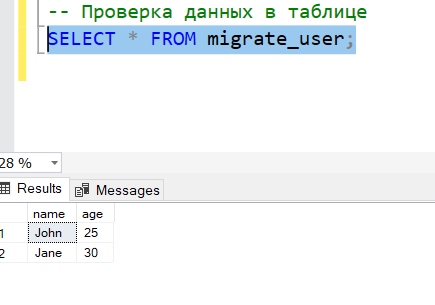 -- Проверка данных в таблице
SELECT * FROM migrate_user;
28 %
Results Messages
name age
1 John 25
2 Jane 30